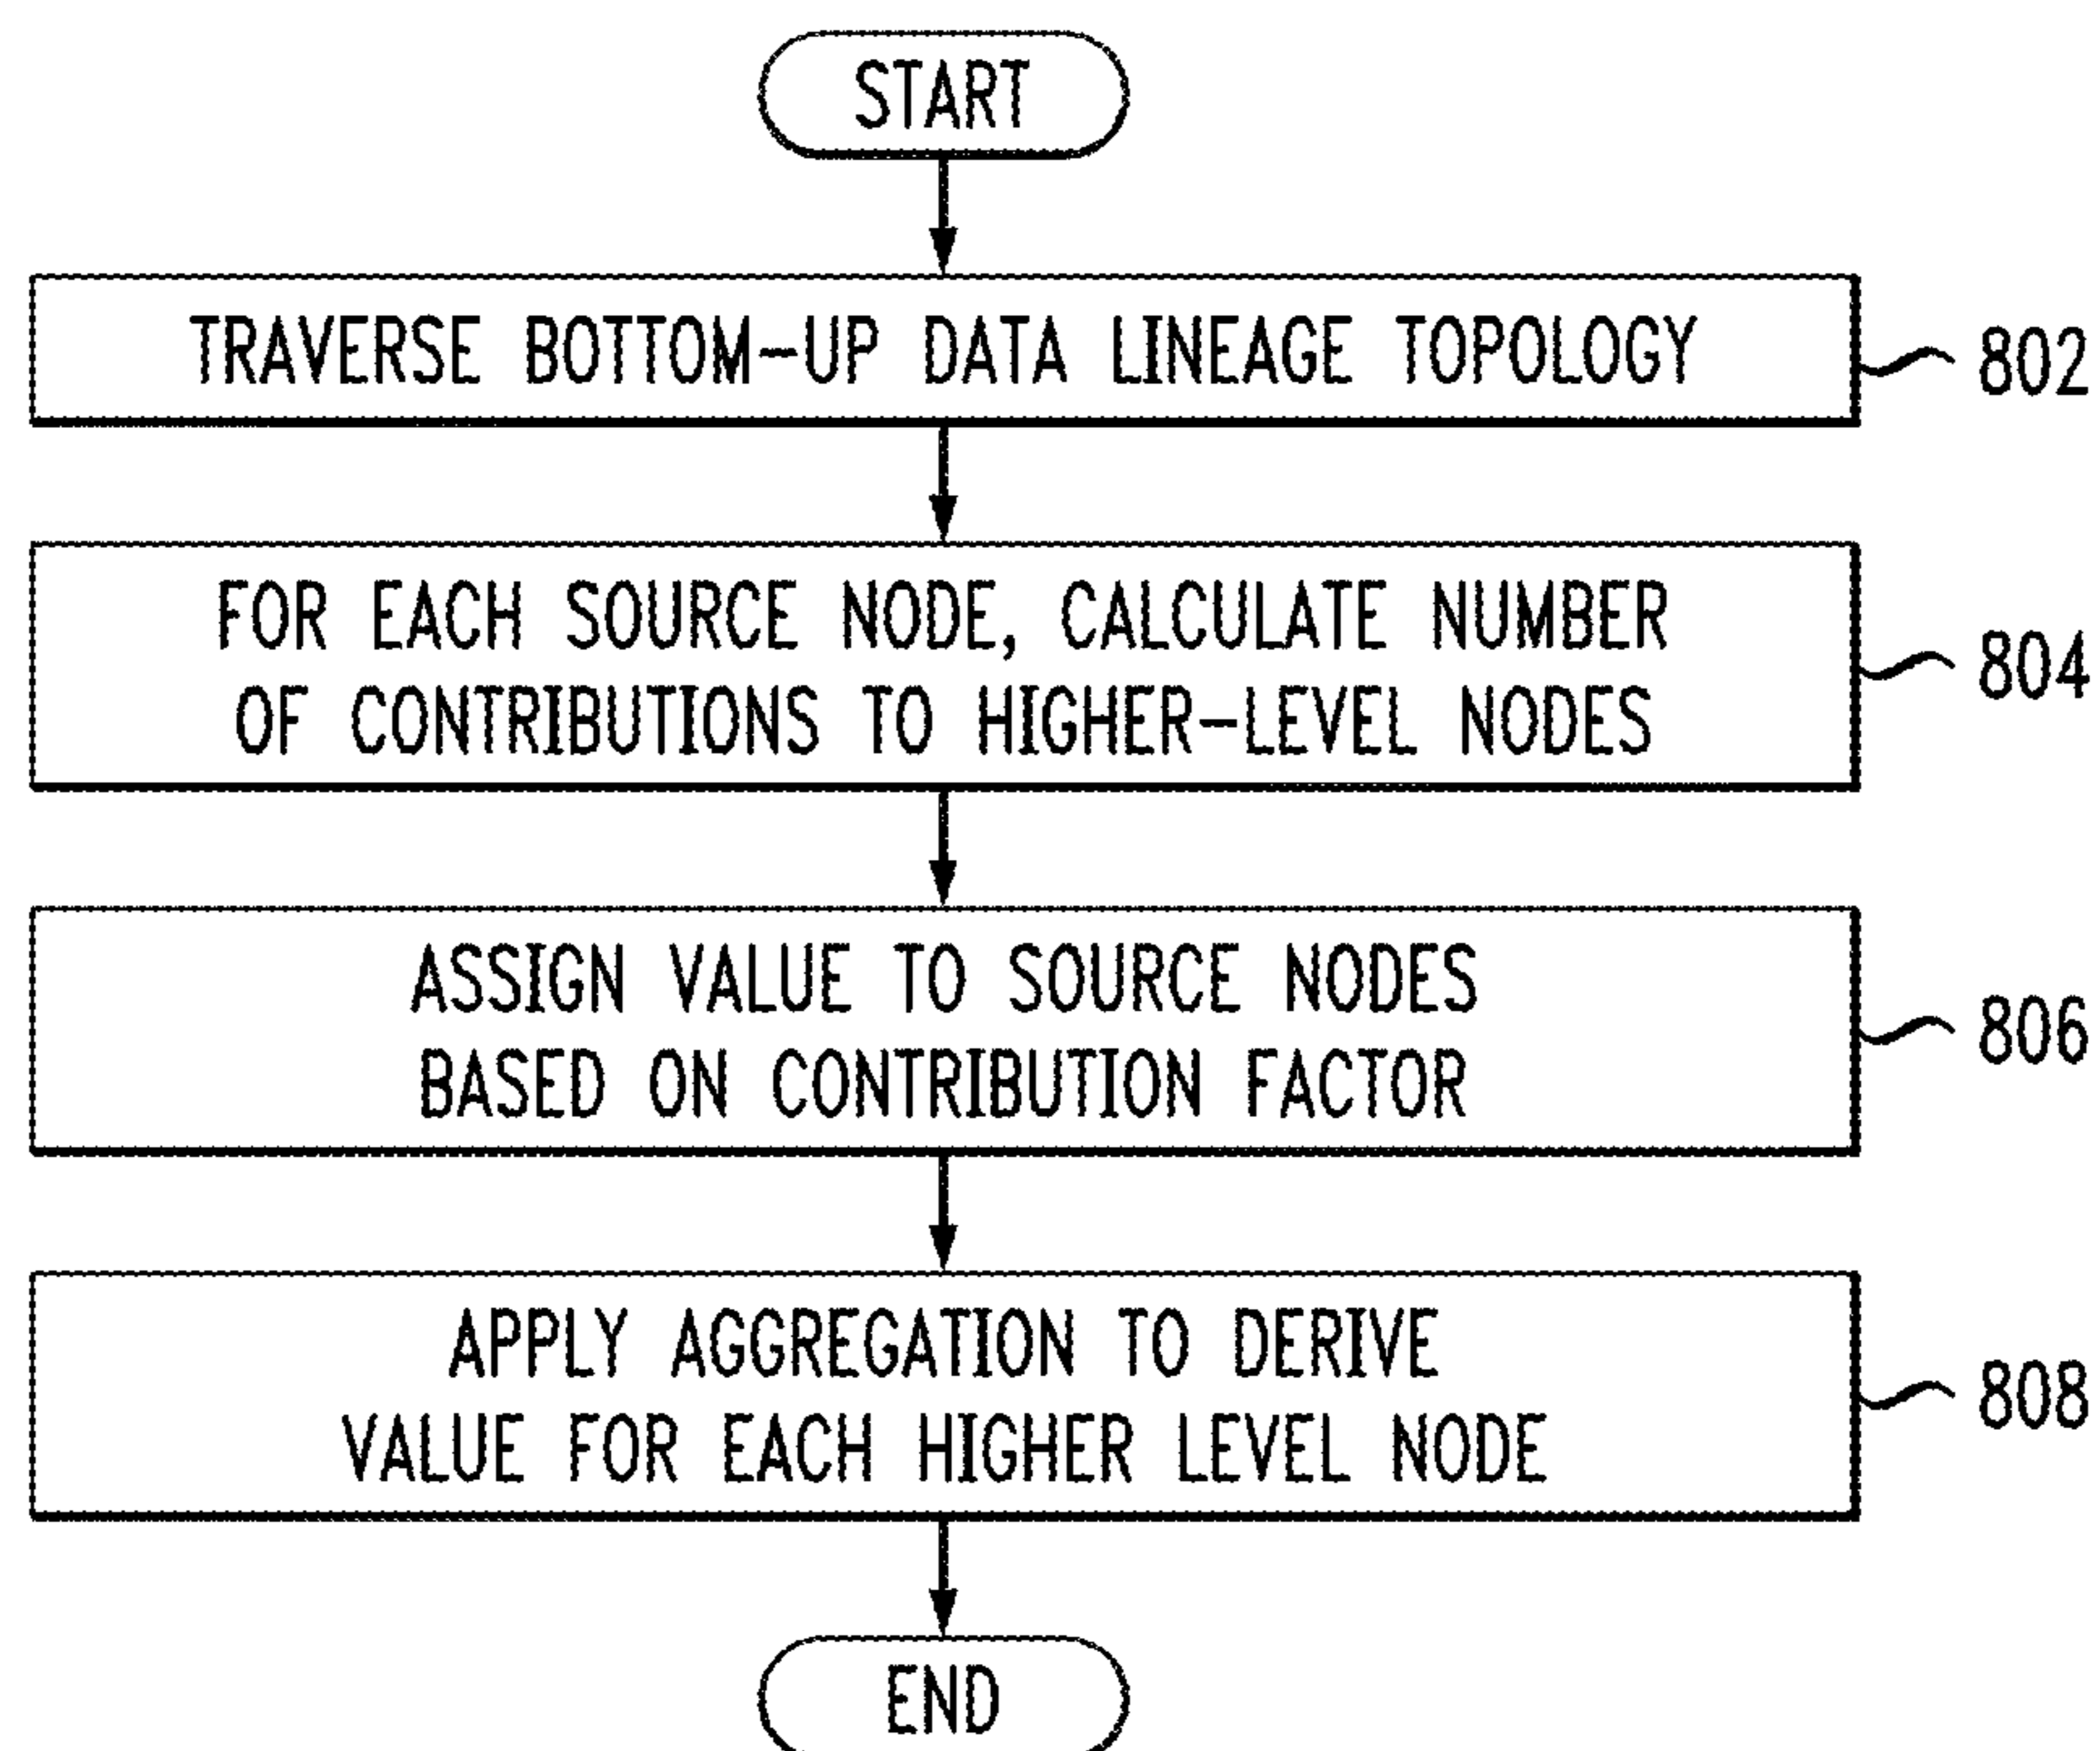 START
TRAVERSE BOTTOM-UP DATA LINEAGE TOPOLOGY
802
FOR EACH SOURCE NODE, CALCULATE NUMBER
OF CONTRIBUTIONS TO HIGHER-LEVEL NODES
804
ASSIGN VALUE TO SOURCE NODES
BASED ON CONTRIBUTION FACTOR
806
APPLY AGGREGATION TO DERIVE
VALUE FOR EACH HIGHER LEVEL NODE
808
END